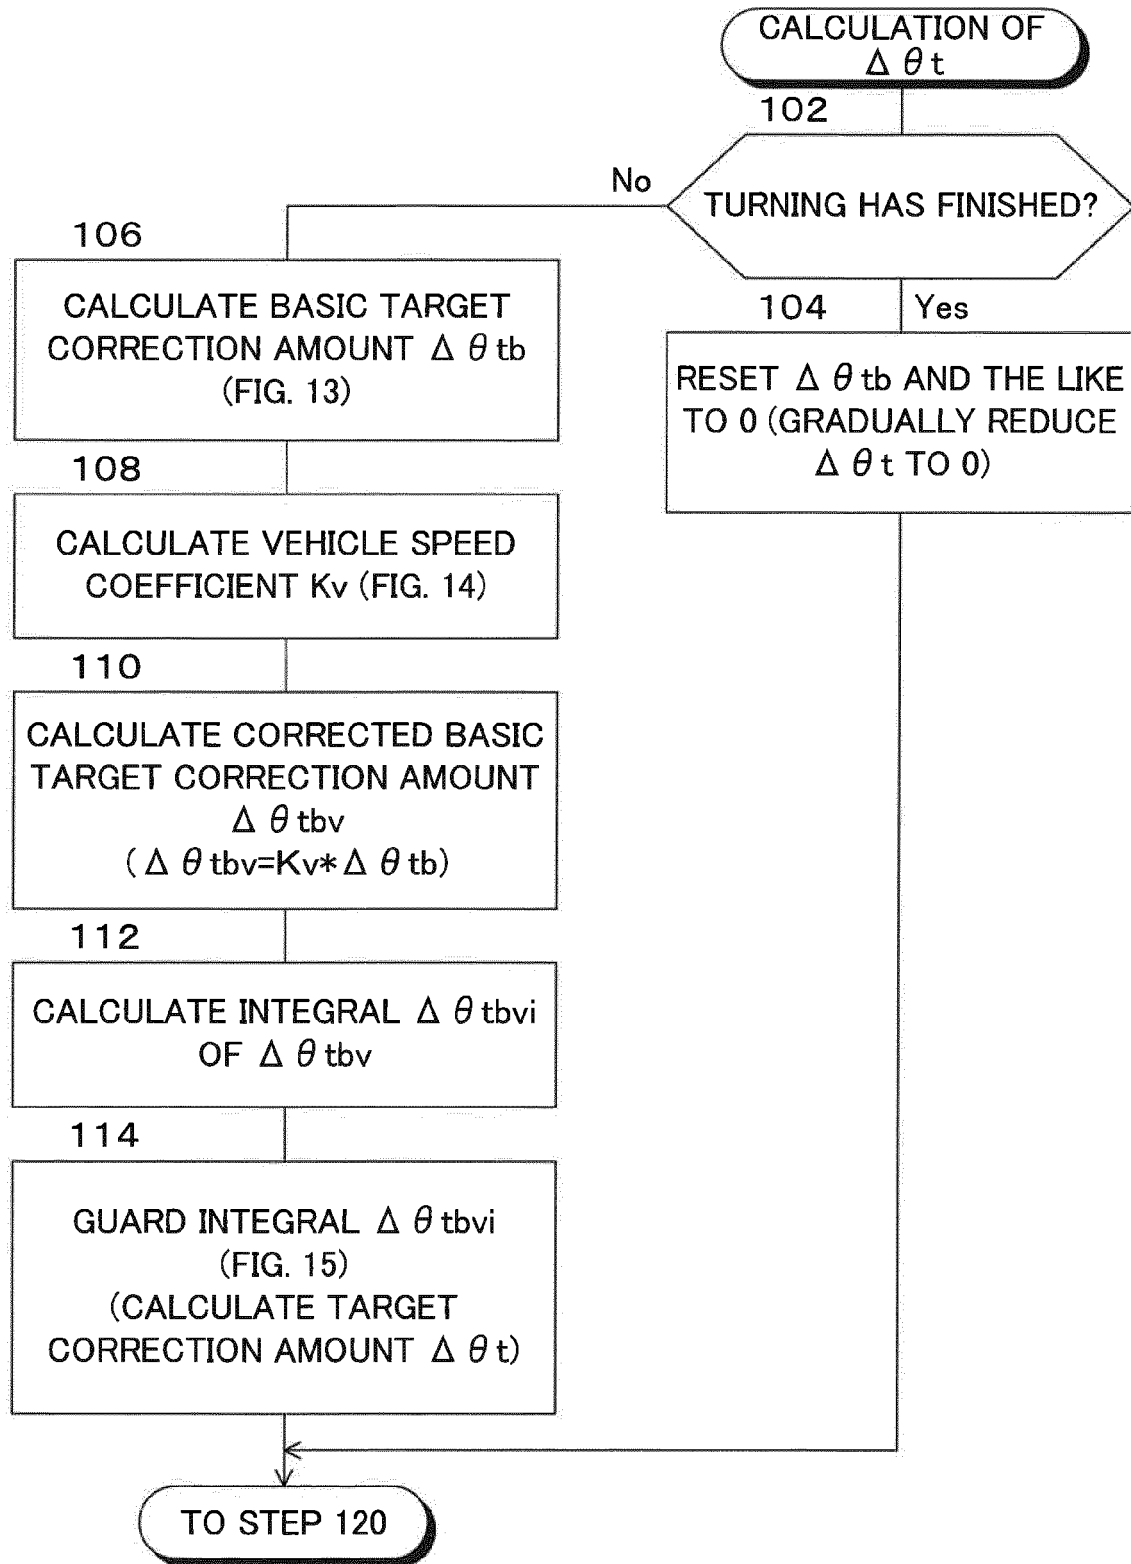 CALCULATION OF
Δ θ t
102
TURNING HAS FINISHED?
No
Yes
104
RESET Δ θ tb AND THE LIKE
TO 0 (GRADUALLY REDUCE
Δ θ t TO 0)
106
CALCULATE BASIC TARGET
CORRECTION AMOUNT Δ θ tb
(FIG. 13)
108
CALCULATE VEHICLE SPEED
COEFFICIENT Kv (FIG. 14)
110
CALCULATE CORRECTED BASIC
TARGET CORRECTION AMOUNT
Δ θ tbv
(Δ θ tbv=Kv*Δ θ tb)
112
CALCULATE INTEGRAL Δ θ tbvi
OF Δ θ tbv
114
GUARD INTEGRAL Δ θ tbvi
(FIG. 15)
(CALCULATE TARGET
CORRECTION AMOUNT Δ θ t)
TO STEP 120